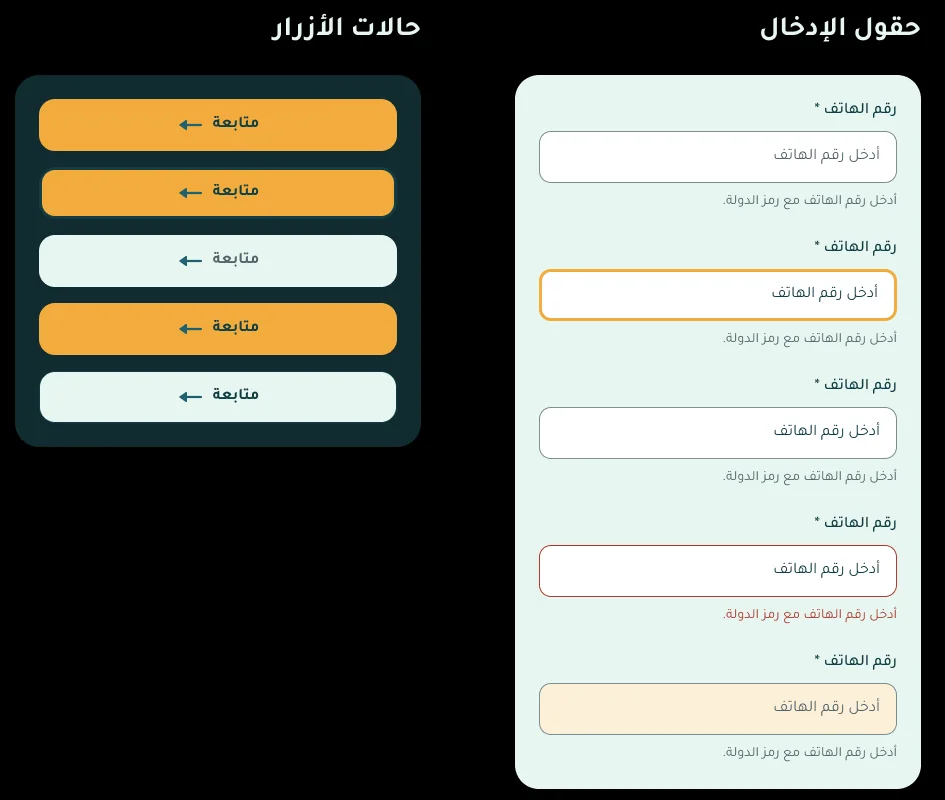 حقول الإدخال
رقم الهاتف *
أدخل رقم الهاتف
أدخل رقم الهاتف مع رمز الدولة.
رقم الهاتف *
أدخل رقم الهاتف
أدخل رقم الهاتف مع رمز الدولة.
رقم الهاتف *
أدخل رقم الهاتف
أدخل رقم الهاتف مع رمز الدولة.
رقم الهاتف *
أدخل رقم الهاتف
أدخل رقم الهاتف مع رمز الدولة.
رقم الهاتف *
أدخل رقم الهاتف
أدخل رقم الهاتف مع رمز الدولة.
حالات الأزرار
متابعة ←
متابعة ←
متابعة ←
متابعة ←
متابعة ←